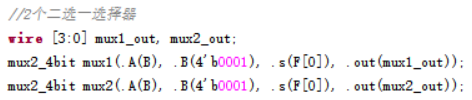 //2个二选一选择器
wire [3:0] mux1_out, mux2_out;
mux2_4bit mux1(.A(B), .B(4'b0001), .s(F[0]), .out(mux1_out));
mux2_4bit mux2(.A(B), .B(4'b0001), .s(F[0]), .out(mux2_out));